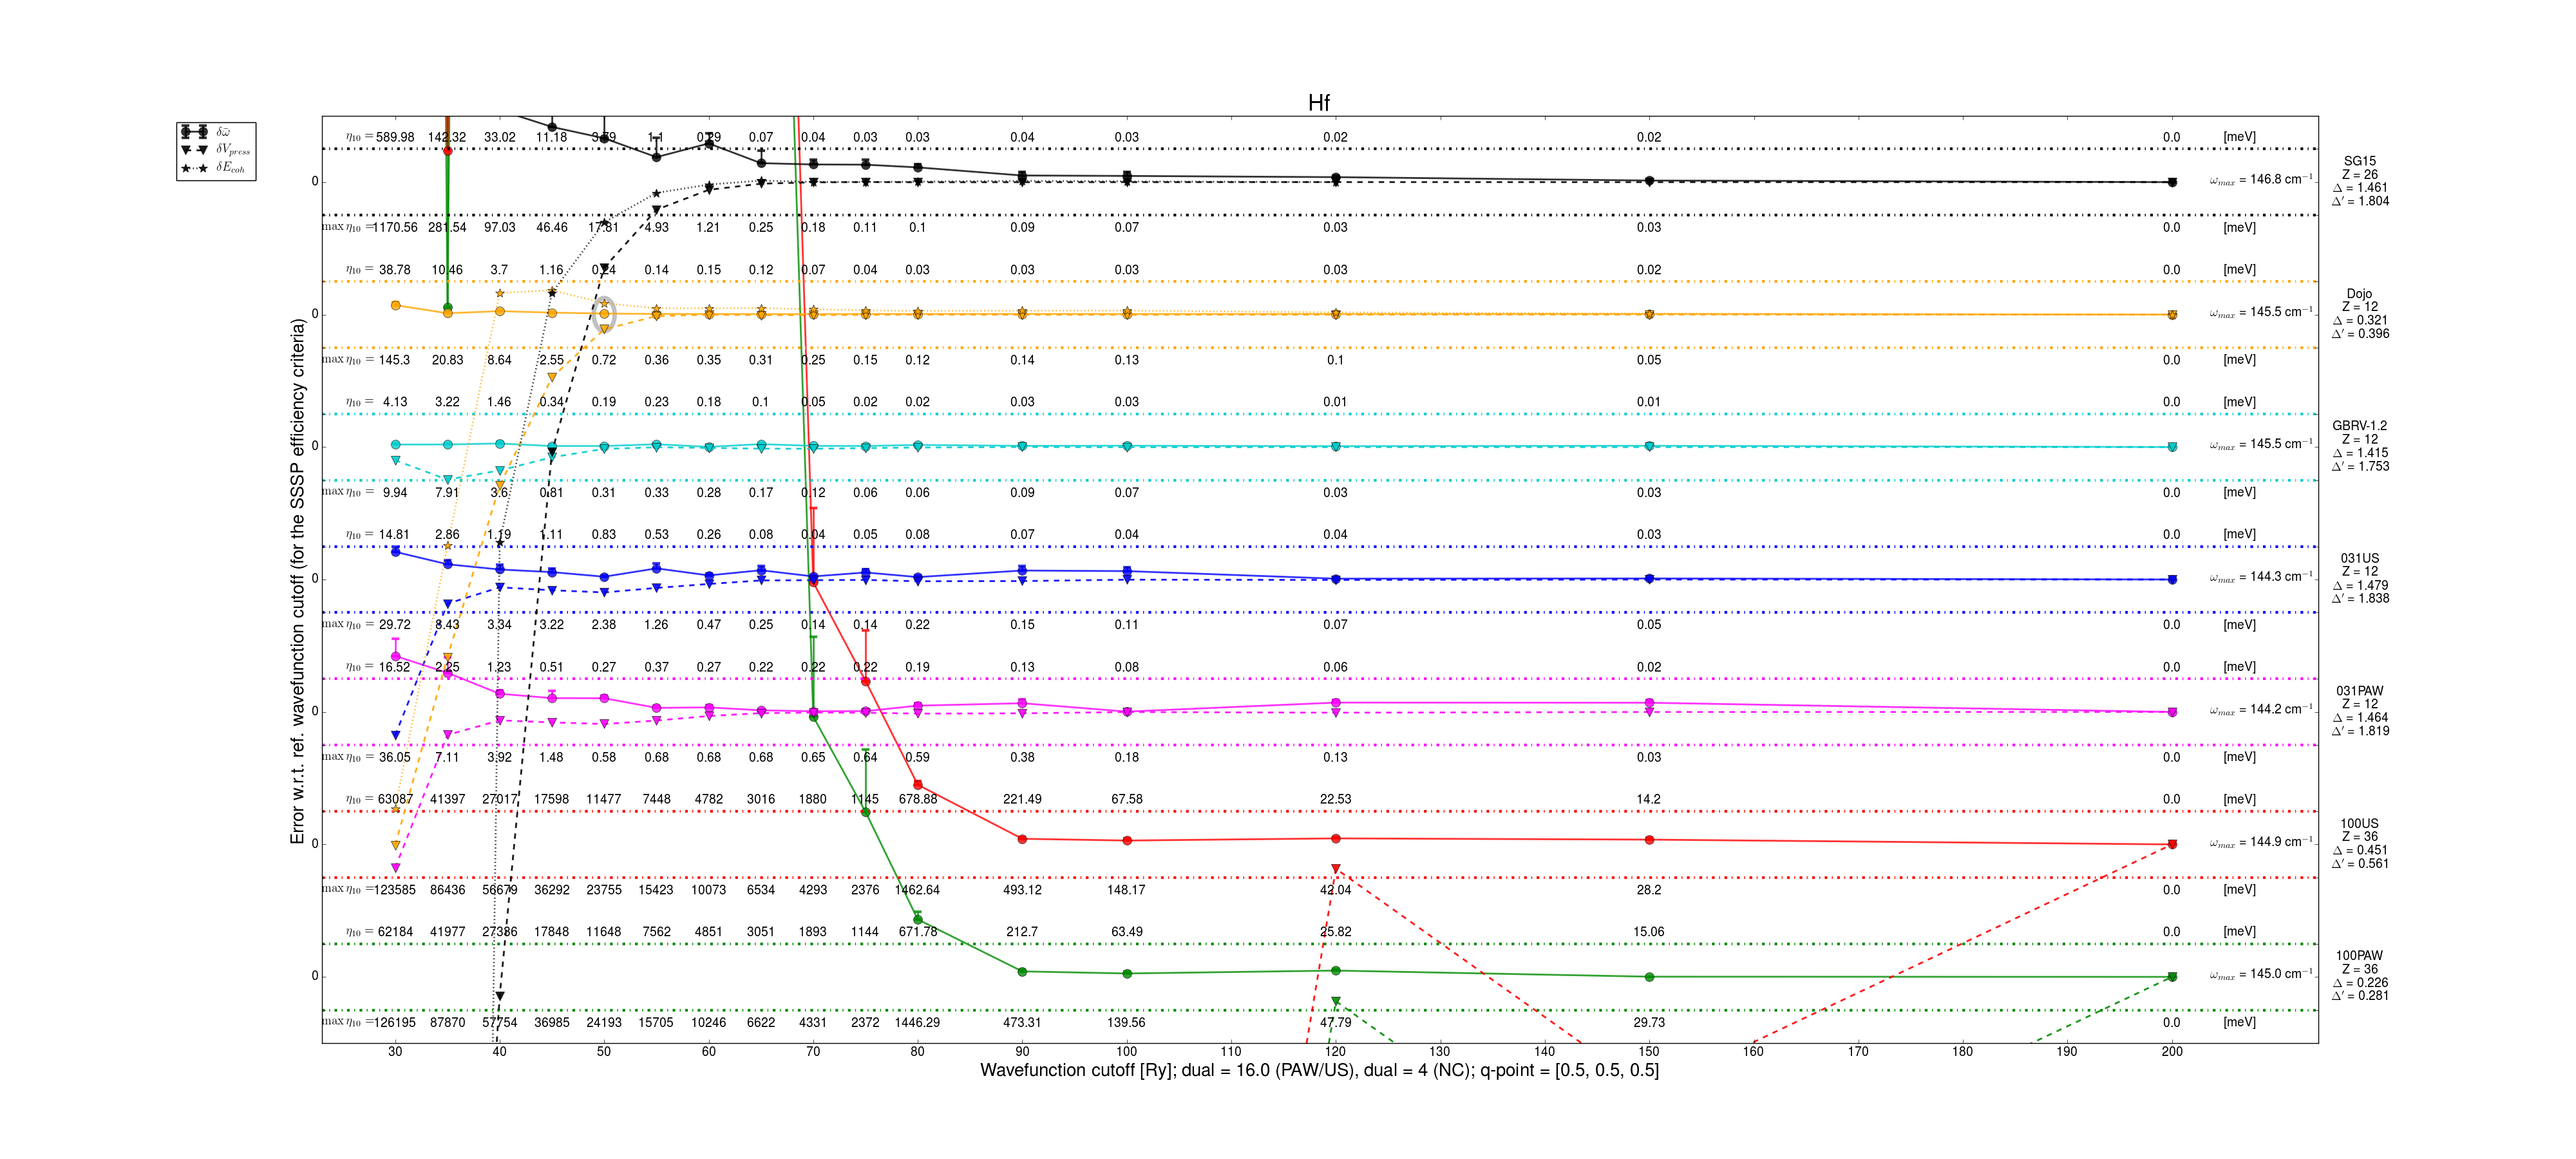 Hf
δω̄
δV_press
δE_coh
Error w.r.t. ref. wavefunction cutoff (for the SSSP efficiency criteria)
η₁₀ = 589.98 142.32 33.02 11.18 3.79 1.1 0.29 0.07 0.04 0.03 0.03 0.04 0.03 0.02 0.02 0.0 [meV]
0 ω_max = 146.8 cm⁻¹
SG15
Z = 26
Δ = 1.461
Δ′ = 1.804
max η₁₀ = 1170.56 281.54 97.03 46.46 17.81 4.93 1.21 0.25 0.18 0.11 0.1 0.09 0.07 0.03 0.03 0.0 [meV]
η₁₀ = 38.78 10.46 3.7 1.16 0.24 0.14 0.15 0.12 0.07 0.04 0.03 0.03 0.03 0.03 0.02 0.0 [meV]
0 ω_max = 145.5 cm⁻¹
Dojo
Z = 12
Δ = 0.321
Δ′ = 0.396
max η₁₀ = 145.3 20.83 8.64 2.55 0.72 0.36 0.35 0.31 0.25 0.15 0.12 0.14 0.13 0.1 0.05 0.0 [meV]
η₁₀ = 4.13 3.22 1.46 0.34 0.19 0.23 0.18 0.1 0.05 0.02 0.02 0.03 0.03 0.01 0.01 0.0 [meV]
0 ω_max = 145.5 cm⁻¹
GBRV-1.2
Z = 12
Δ = 1.415
Δ′ = 1.753
max η₁₀ = 9.94 7.91 3.6 0.81 0.31 0.33 0.28 0.17 0.12 0.06 0.06 0.09 0.07 0.03 0.03 0.0 [meV]
η₁₀ = 14.81 2.86 1.19 1.11 0.83 0.53 0.26 0.08 0.04 0.05 0.08 0.07 0.04 0.04 0.03 0.0 [meV]
0 ω_max = 144.3 cm⁻¹
031US
Z = 12
Δ = 1.479
Δ′ = 1.838
max η₁₀ = 29.72 8.43 3.34 3.22 2.38 1.26 0.47 0.25 0.14 0.14 0.22 0.15 0.11 0.07 0.05 0.0 [meV]
η₁₀ = 16.52 2.25 1.23 0.51 0.27 0.37 0.27 0.22 0.22 0.22 0.19 0.13 0.08 0.06 0.02 0.0 [meV]
0 ω_max = 144.2 cm⁻¹
031PAW
Z = 12
Δ = 1.464
Δ′ = 1.819
max η₁₀ = 36.05 7.11 3.92 1.48 0.58 0.68 0.68 0.68 0.65 0.64 0.59 0.38 0.18 0.13 0.03 0.0 [meV]
η₁₀ = 63087 41397 27017 17598 11477 7448 4782 3016 1880 1145 678.88 221.49 67.58 22.53 14.2 0.0 [meV]
0 ω_max = 144.9 cm⁻¹
100US
Z = 36
Δ = 0.451
Δ′ = 0.561
max η₁₀ = 123585 86436 56679 36292 23755 15423 10073 6534 4293 2376 1462.64 493.12 148.17 42.04 28.2 0.0 [meV]
η₁₀ = 62184 41977 27386 17848 11648 7562 4851 3051 1893 1144 671.78 212.7 63.49 25.82 15.06 0.0 [meV]
0 ω_max = 145.0 cm⁻¹
100PAW
Z = 36
Δ = 0.226
Δ′ = 0.281
max η₁₀ = 126195 87870 57754 36985 24193 15705 10246 6622 4331 2372 1446.29 473.31 139.56 47.79 29.73 0.0 [meV]
30 40 50 60 70 80 90 100 110 120 130 140 150 160 170 180 190 200
Wavefunction cutoff [Ry]; dual = 16.0 (PAW/US), dual = 4 (NC); q-point = [0.5, 0.5, 0.5]